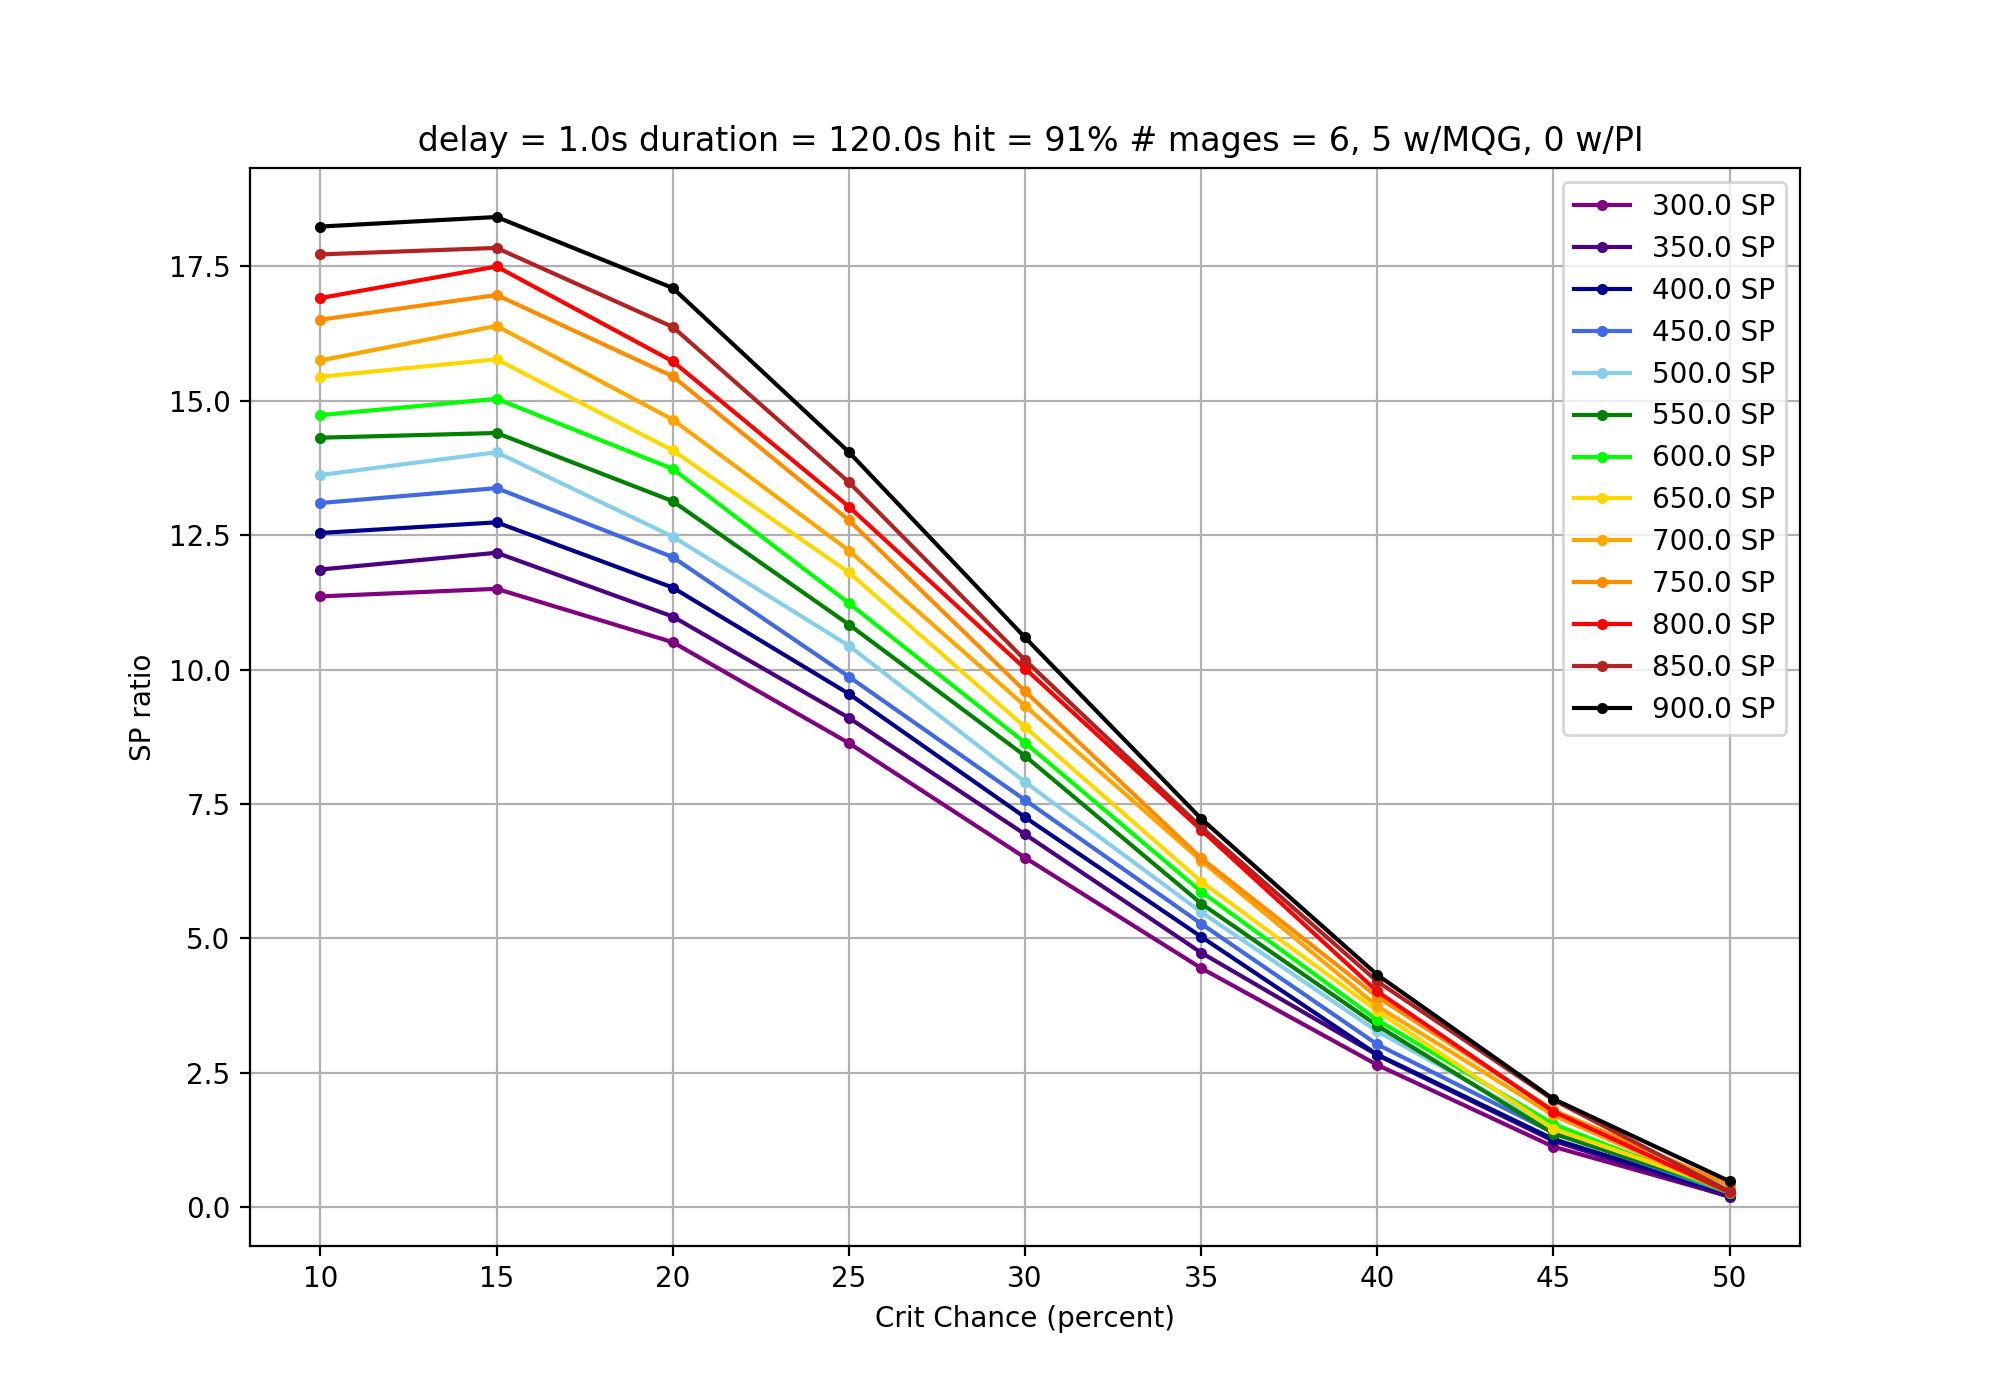 delay = 1.0s duration = 120.0s hit = 91% # mages = 6, 5 w/MQG, 0 w/PI
300.0 SP
350.0 SP
400.0 SP
450.0 SP
500.0 SP
550.0 SP
600.0 SP
650.0 SP
700.0 SP
750.0 SP
800.0 SP
850.0 SP
900.0 SP
SP ratio
17.5
15.0
12.5
10.0
7.5
5.0
2.5
0.0
10 15 20 25 30 35 40 45 50
Crit Chance (percent)